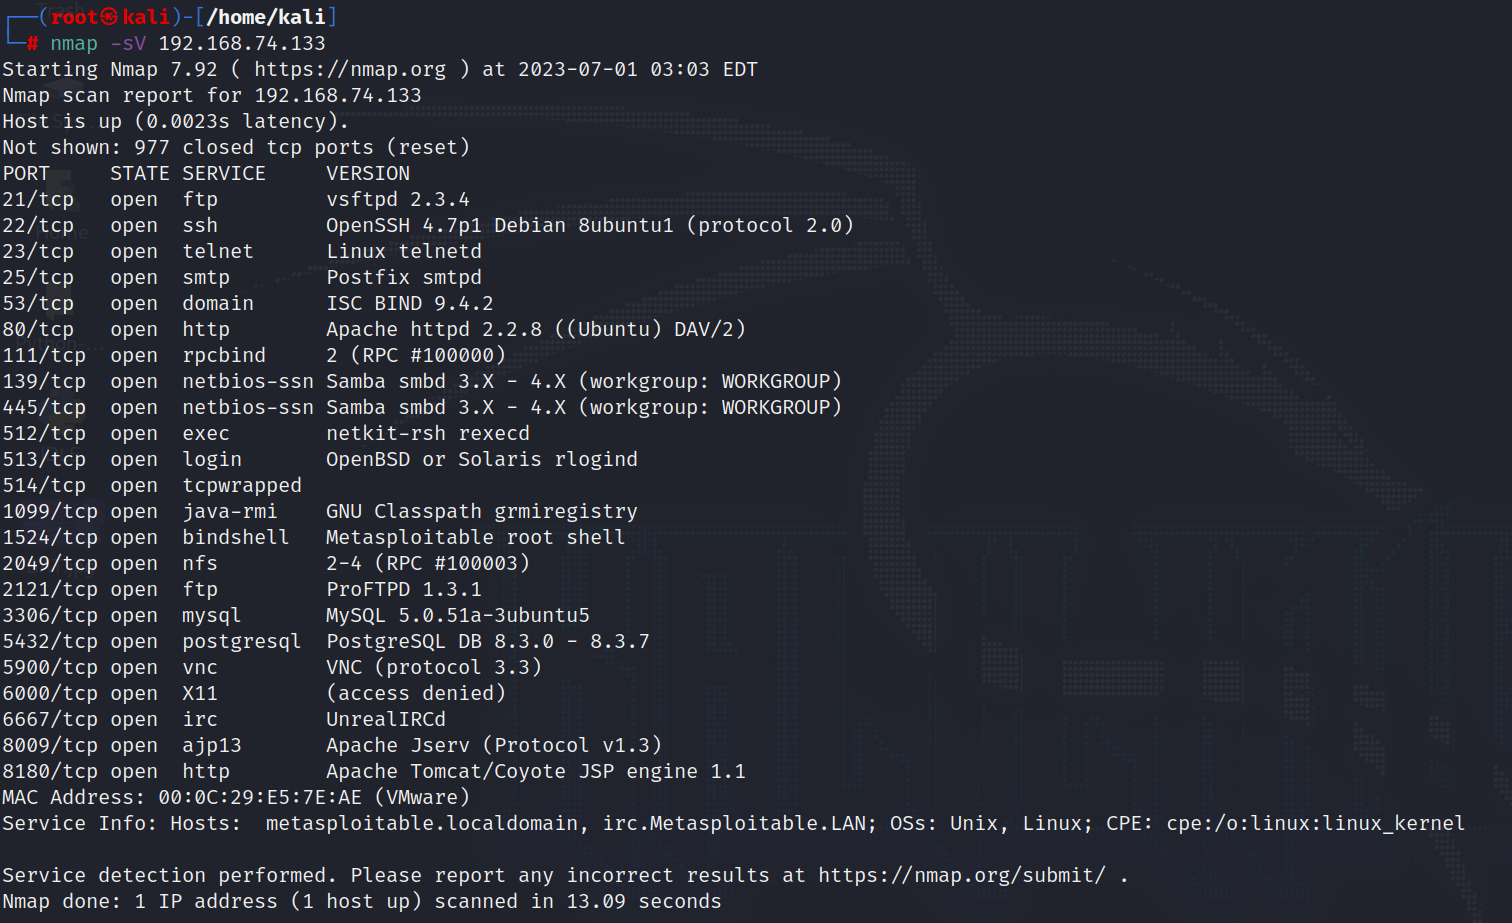 ┌──(root㉿kali)-[/home/kali]
└─# nmap -sV 192.168.74.133
Starting Nmap 7.92 ( https://nmap.org ) at 2023-07-01 03:03 EDT
Nmap scan report for 192.168.74.133
Host is up (0.0023s latency).
Not shown: 977 closed tcp ports (reset)
PORT     STATE SERVICE     VERSION
21/tcp   open  ftp         vsftpd 2.3.4
22/tcp   open  ssh         OpenSSH 4.7p1 Debian 8ubuntu1 (protocol 2.0)
23/tcp   open  telnet      Linux telnetd
25/tcp   open  smtp        Postfix smtpd
53/tcp   open  domain      ISC BIND 9.4.2
80/tcp   open  http        Apache httpd 2.2.8 ((Ubuntu) DAV/2)
111/tcp  open  rpcbind     2 (RPC #100000)
139/tcp  open  netbios-ssn Samba smbd 3.X - 4.X (workgroup: WORKGROUP)
445/tcp  open  netbios-ssn Samba smbd 3.X - 4.X (workgroup: WORKGROUP)
512/tcp  open  exec        netkit-rsh rexecd
513/tcp  open  login       OpenBSD or Solaris rlogind
514/tcp  open  tcpwrapped
1099/tcp open  java-rmi    GNU Classpath grmiregistry
1524/tcp open  bindshell   Metasploitable root shell
2049/tcp open  nfs         2-4 (RPC #100003)
2121/tcp open  ftp         ProFTPD 1.3.1
3306/tcp open  mysql       MySQL 5.0.51a-3ubuntu5
5432/tcp open  postgresql  PostgreSQL DB 8.3.0 - 8.3.7
5900/tcp open  vnc         VNC (protocol 3.3)
6000/tcp open  X11         (access denied)
6667/tcp open  irc         UnrealIRCd
8009/tcp open  ajp13       Apache Jserv (Protocol v1.3)
8180/tcp open  http        Apache Tomcat/Coyote JSP engine 1.1
MAC Address: 00:0C:29:E5:7E:AE (VMware)
Service Info: Hosts:  metasploitable.localdomain, irc.Metasploitable.LAN; OSs: Unix, Linux; CPE: cpe:/o:linux:linux_kernel

Service detection performed. Please report any incorrect results at https://nmap.org/submit/ .
Nmap done: 1 IP address (1 host up) scanned in 13.09 seconds